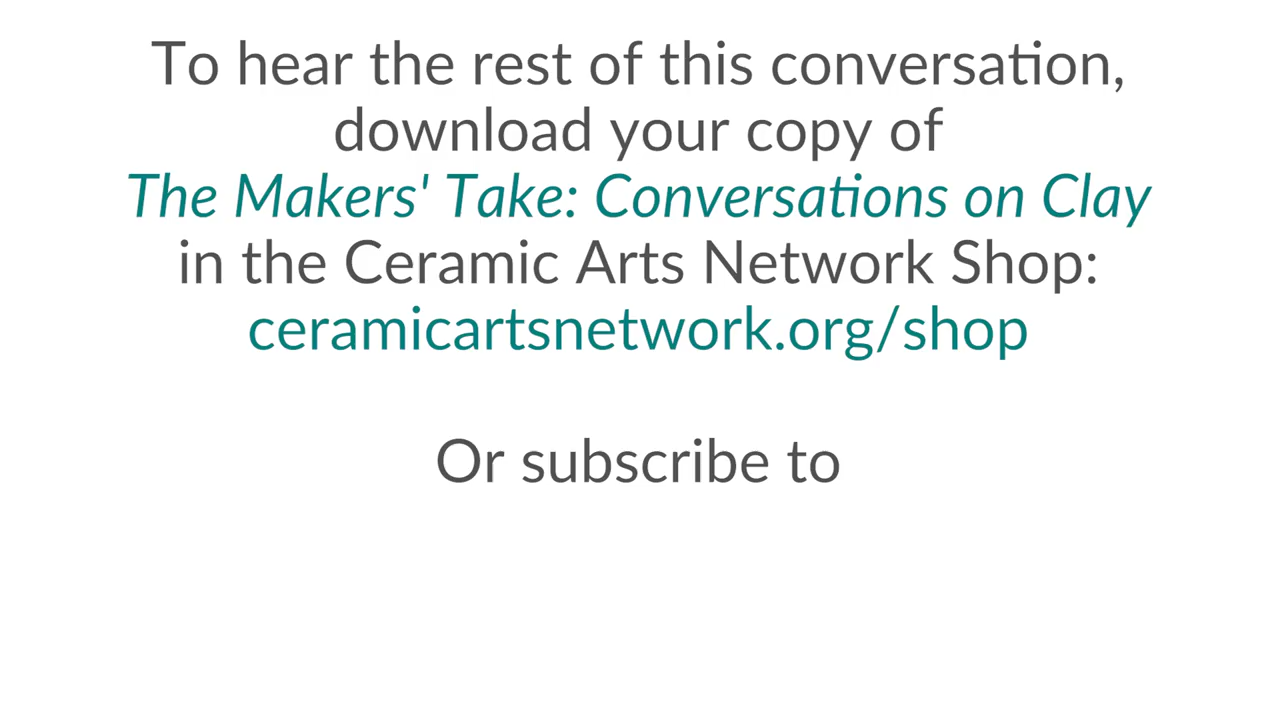 To hear the rest of this conversation,
download your copy of
The Makers' Take: Conversations on Clay
in the Ceramic Arts Network Shop:
ceramicartsnetwork.org/shop
Or subscribe to